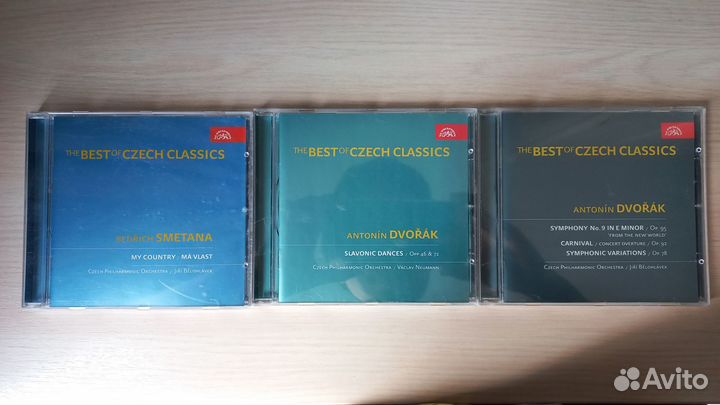 THE BEST OF CZECH CLASSICS
BEDŘICH SMETANA
MY COUNTRY / MÁ VLAST
CZECH PHILHARMONIC ORCHESTRA / JIŘÍ BĚLOHLÁVEK
THE BEST OF CZECH CLASSICS
ANTONÍN DVOŘÁK
SLAVONIC DANCES / OPP 46 & 72
CZECH PHILHARMONIC ORCHESTRA / VÁCLAV NEUMANN
THE BEST OF CZECH CLASSICS
ANTONÍN DVOŘÁK
SYMPHONY No. 9 IN E MINOR / OP. 95
'FROM THE NEW WORLD'
CARNIVAL / CONCERT OVERTURE / OP. 92
SYMPHONIC VARIATIONS / OP. 78
CZECH PHILHARMONIC ORCHESTRA / JIŘÍ BĚLOHLÁVEK
Avito